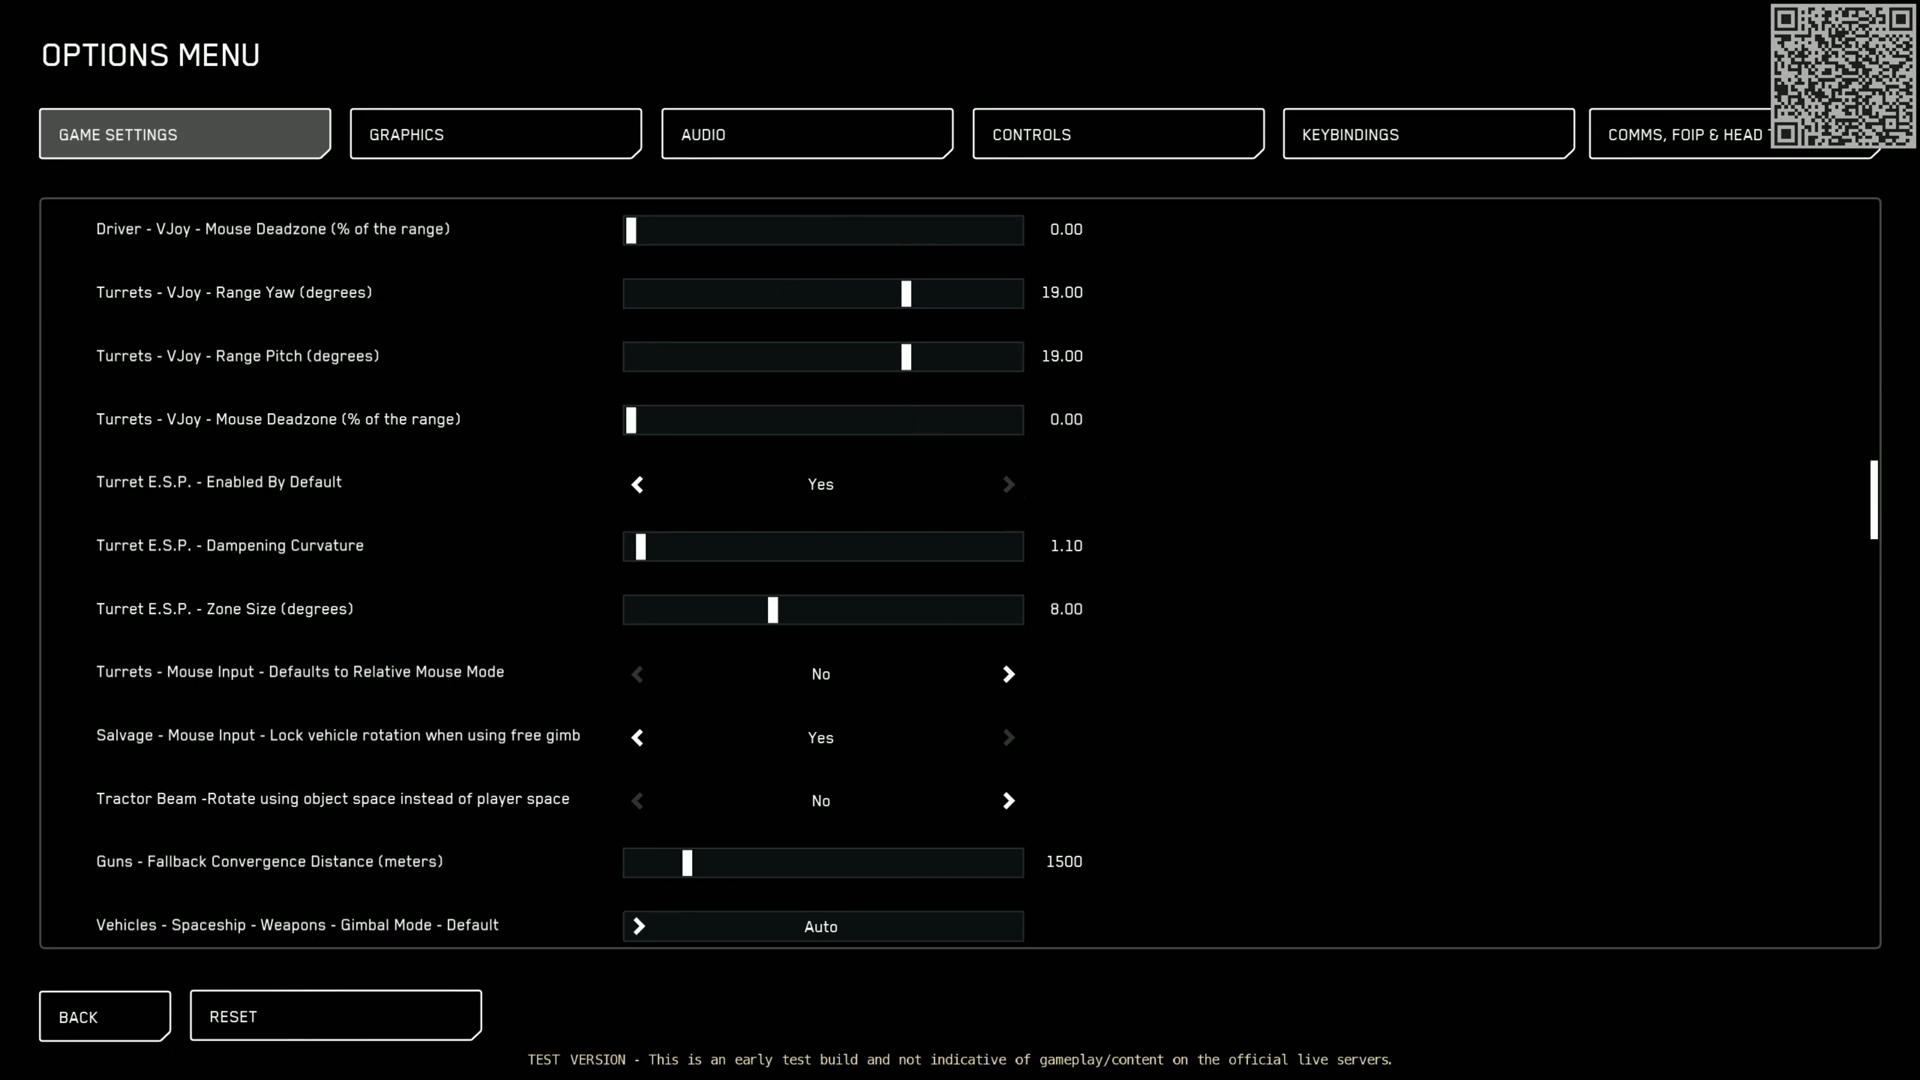 OPTIONS MENU
GAME SETTINGS
GRAPHICS
AUDIO
CONTROLS
KEYBINDINGS
COMMS, FOIP & HEAD
Driver - VJoy - Mouse Deadzone (% of the range)
0.00
Turrets - VJoy - Range Yaw (degrees)
19.00
Turrets - VJoy - Range Pitch (degrees)
19.00
Turrets - VJoy - Mouse Deadzone (% of the range)
0.00
Turret E.S.P. - Enabled By Default
Yes
Turret E.S.P. - Dampening Curvature
1.10
Turret E.S.P. - Zone Size (degrees)
8.00
Turrets - Mouse Input - Defaults to Relative Mouse Mode
No
Salvage - Mouse Input - Lock vehicle rotation when using free gimb
Yes
Tractor Beam -Rotate using object space instead of player space
No
Guns - Fallback Convergence Distance (meters)
1500
Vehicles - Spaceship - Weapons - Gimbal Mode - Default
Auto
BACK
RESET
TEST VERSION - This is an early test build and not indicative of gameplay/content on the official live servers.